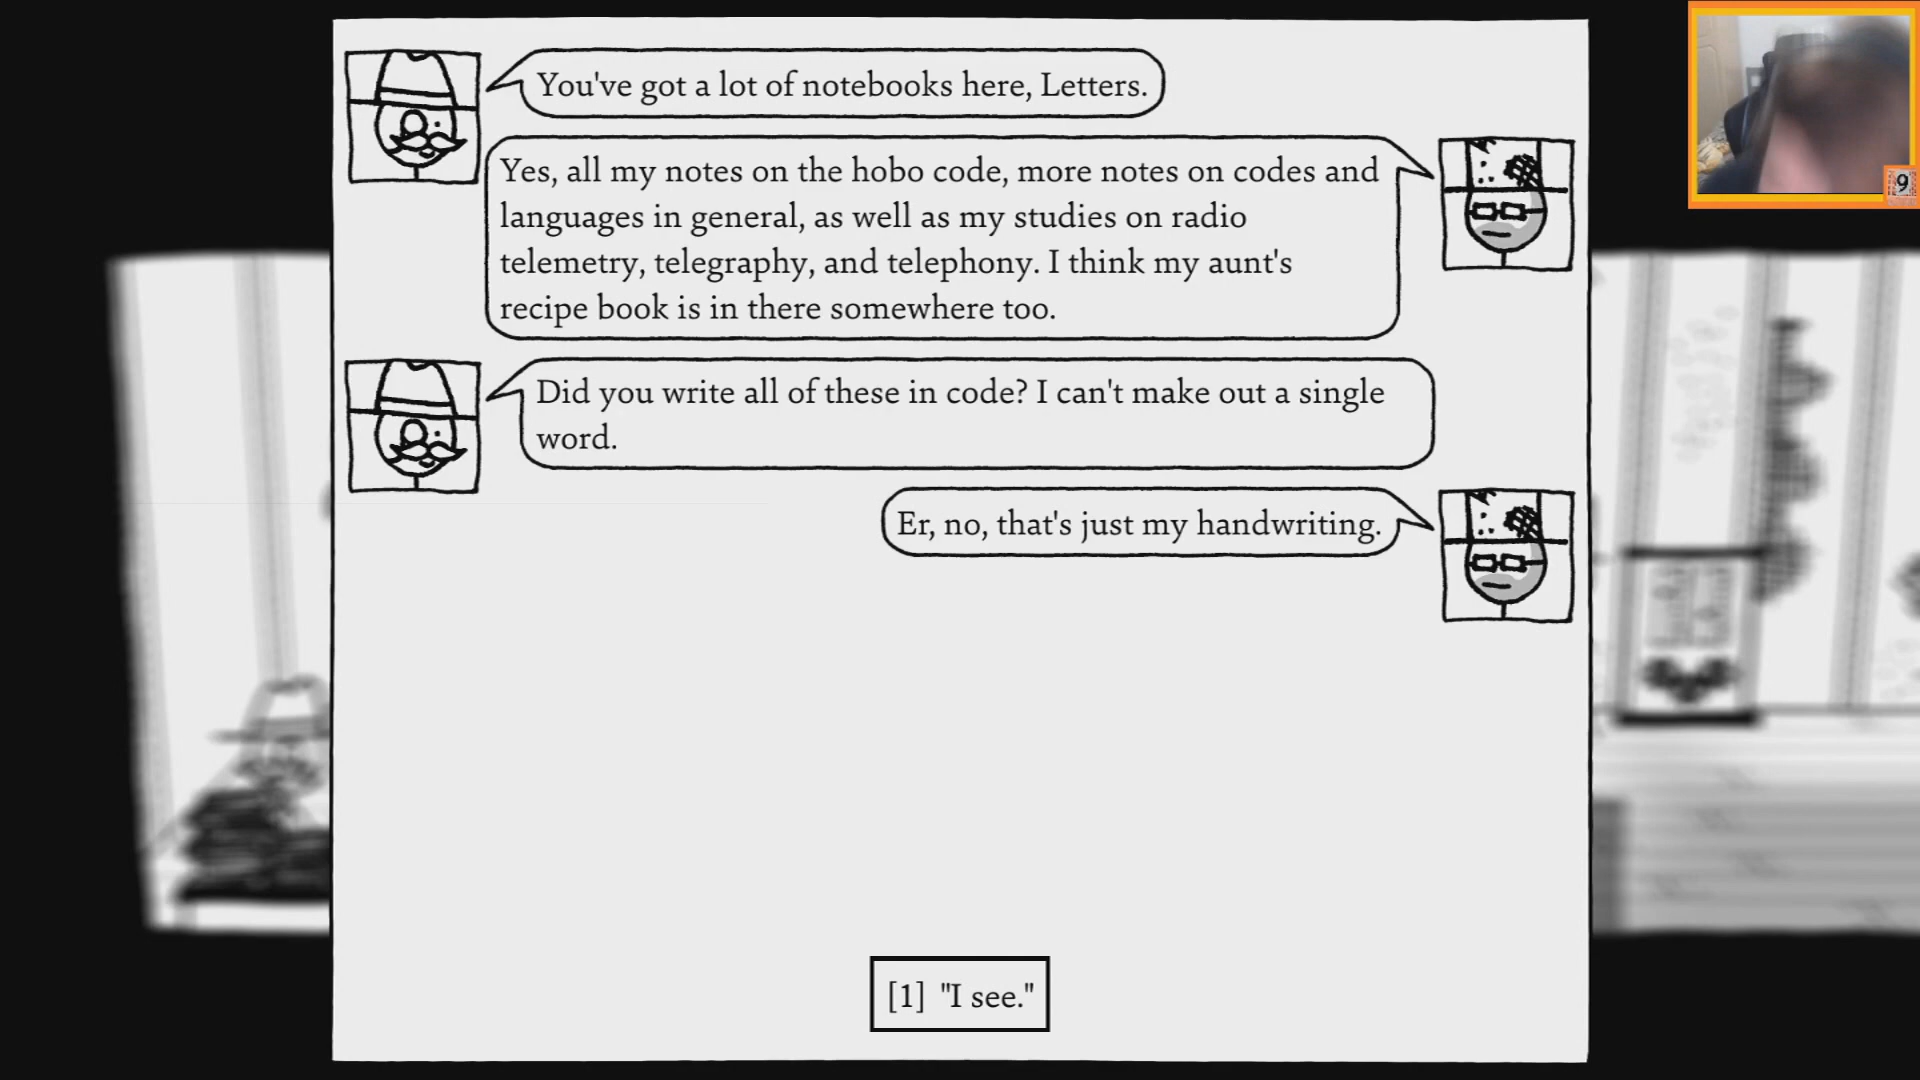 You've got a lot of notebooks here, Letters.
Yes, all my notes on the hobo code, more notes on codes and
languages in general, as well as my studies on radio
telemetry, telegraphy, and telephony. I think my aunt's
recipe book is in there somewhere too.
Did you write all of these in code? I can't make out a single
word.
Er, no, that's just my handwriting.
[1] "I see."
9